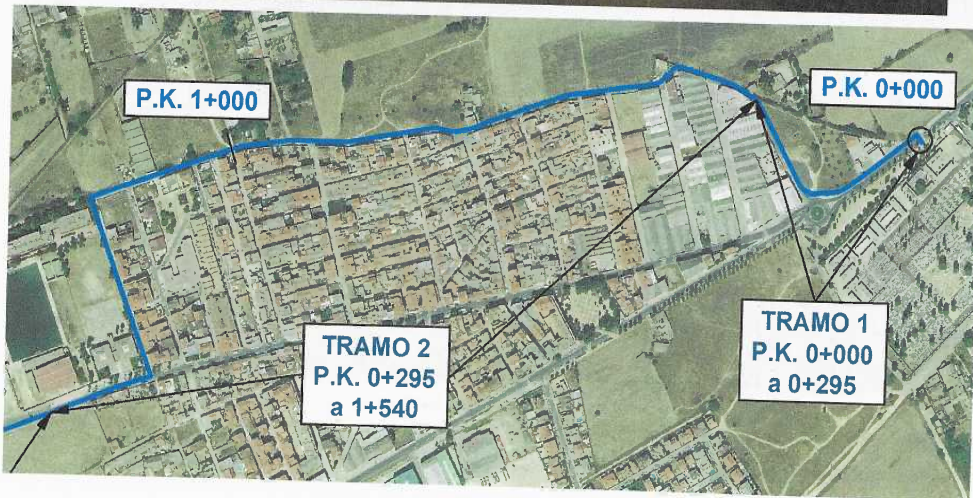 P.K. 1+000
P.K. 0+000
TRAMO 2
P.K. 0+295
a 1+540
TRAMO 1
P.K. 0+000
a 0+295